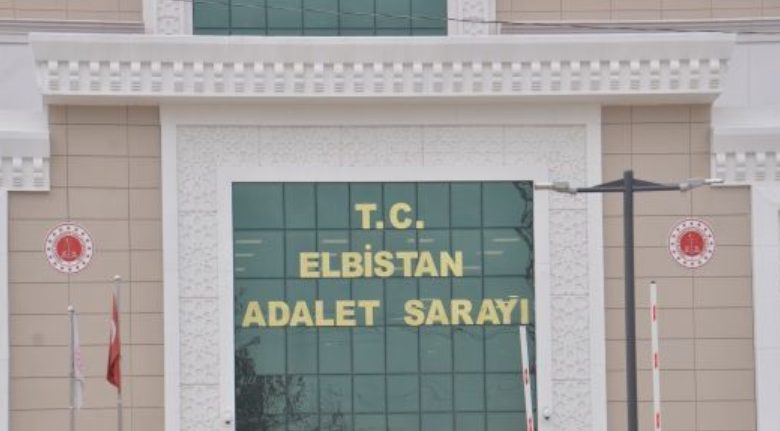 T.C.
ELBİSTAN
ADALET SARAYI